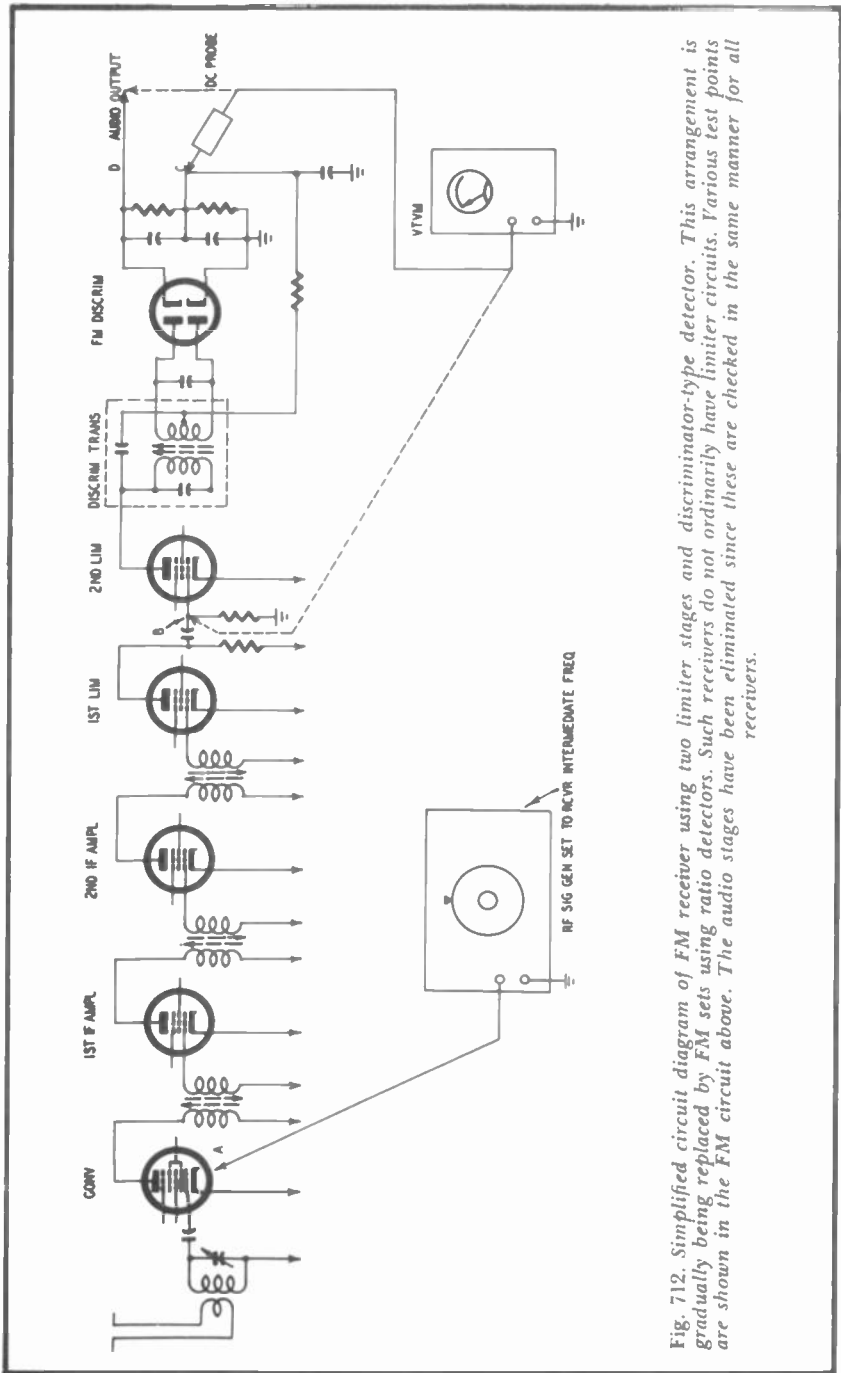 CONV
1ST IF AMPL
2ND IF AMPL
1ST LIM
2ND LIM
DISCRIM TRANS
FM DISCRIM
D AUDIO OUTPUT
DC PROBE
C
B
A
VTVM
RF SIG GEN SET TO RCVR INTERMEDIATE FREQ
Fig. 712. Simplified circuit diagram of FM receiver using two limiter stages and discriminator-type detector. This arrangement is
gradually being replaced by FM sets using ratio detectors. Such receivers do not ordinarily have limiter circuits. Various test points
are shown in the FM circuit above. The audio stages have been eliminated since these are checked in the same manner for all
receivers.